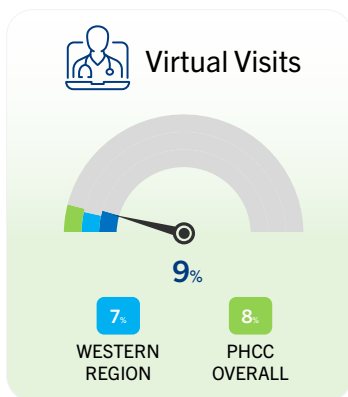 Virtual Visits
9%
7%
8%
WESTERN
REGION
PHCC
OVERALL